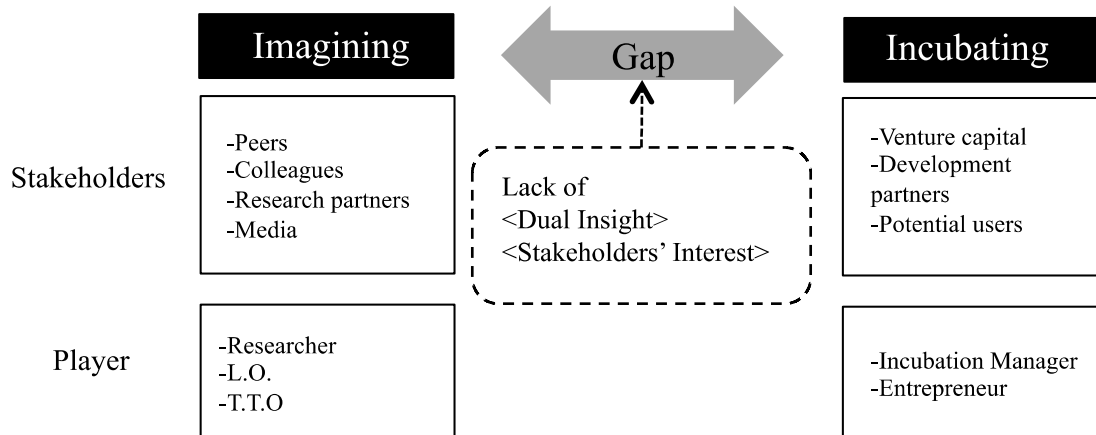 Imagining
Gap
Incubating
Stakeholders
-Peers
-Colleagues
-Research partners
-Media
Lack of
<Dual Insight>
<Stakeholders’ Interest>
-Venture capital
-Development
partners
-Potential users
Player
-Researcher
-L.O.
-T.T.O
-Incubation Manager
-Entrepreneur